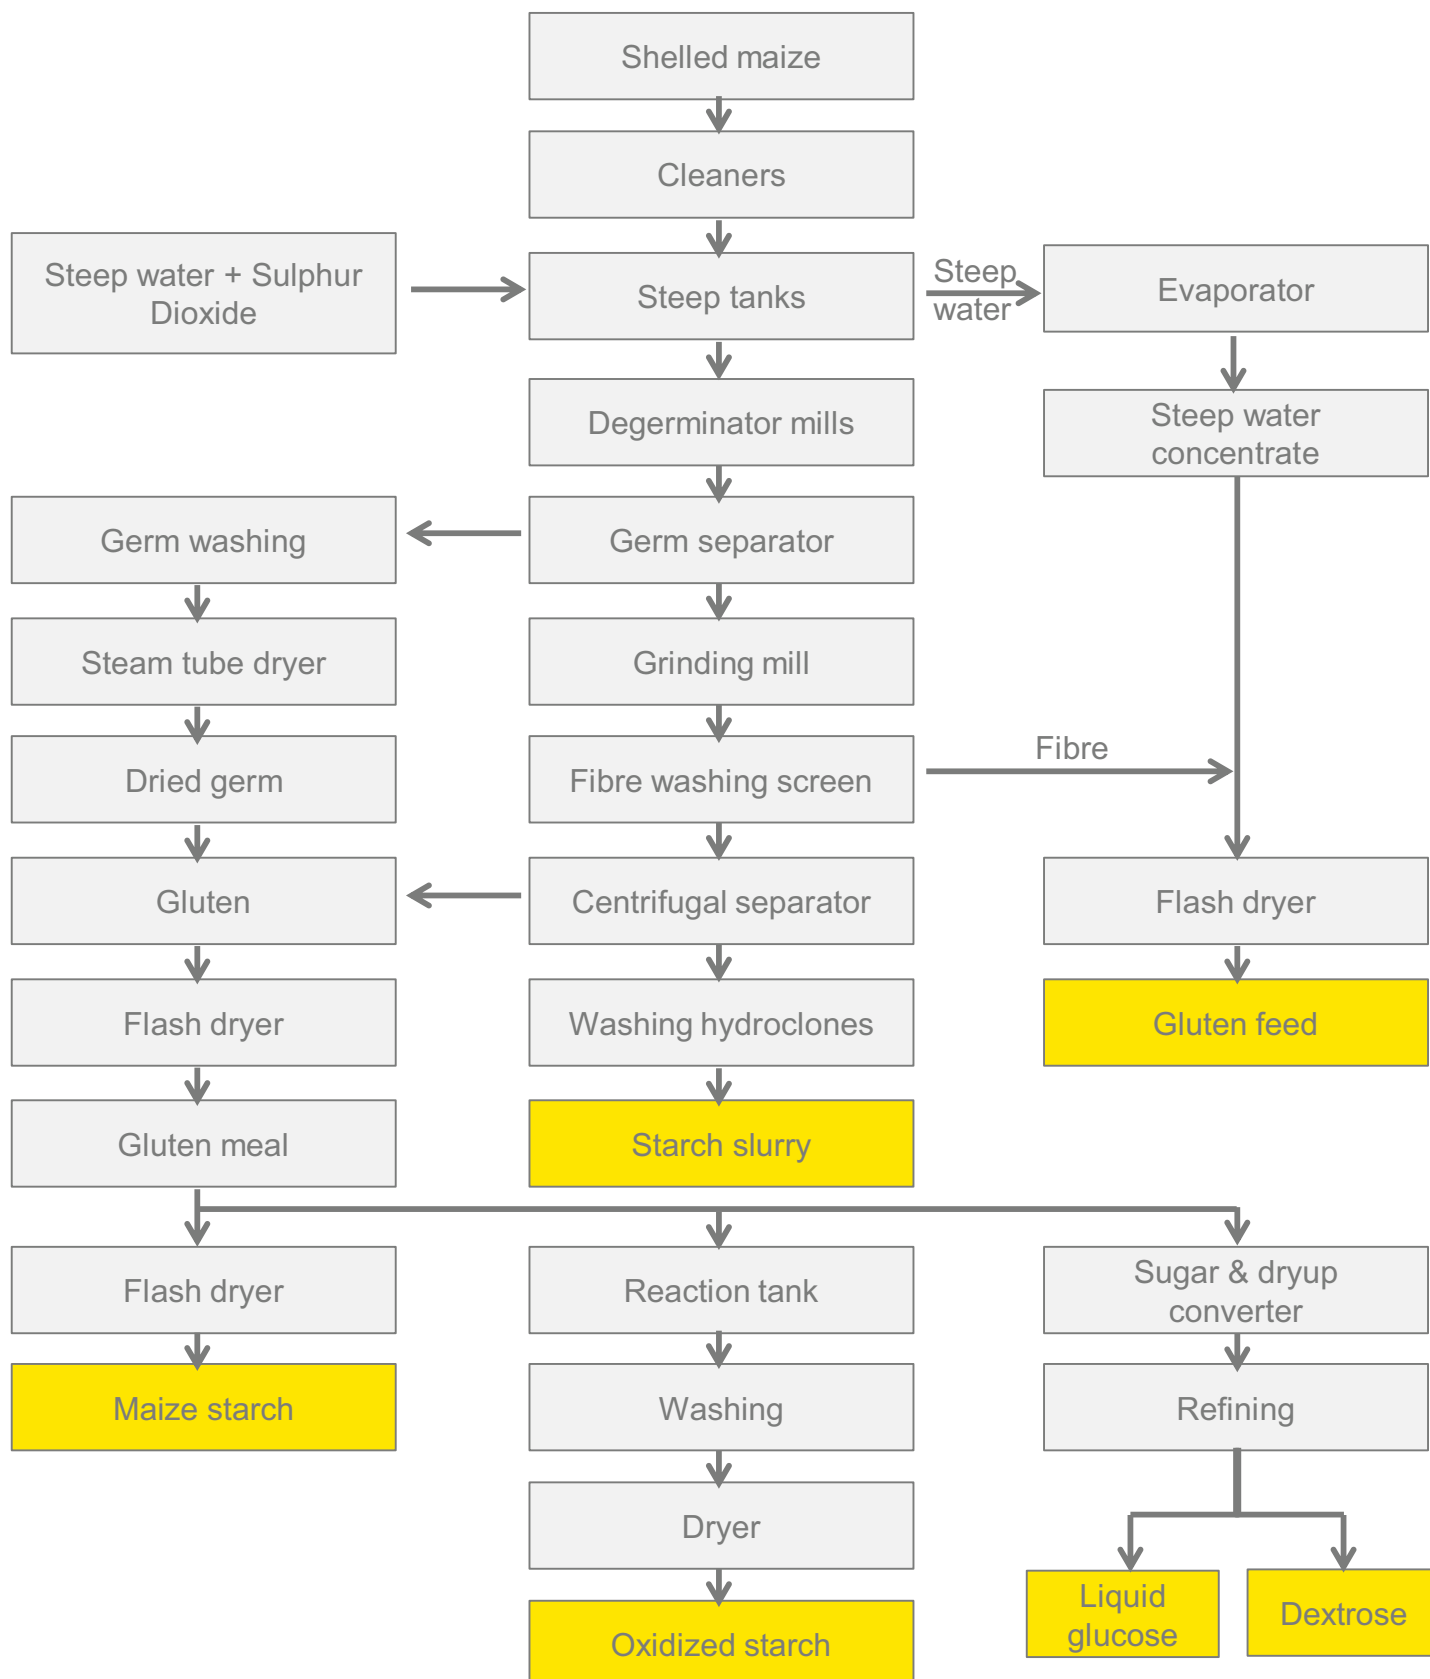 Shelled maize
Cleaners
Steep water + Sulphur
Dioxide
Steep tanks
Steep
water
Evaporator
Degerminator mills
Steep water
concentrate
Germ washing
Germ separator
Steam tube dryer
Grinding mill
Dried germ
Fibre washing screen
Fibre
Gluten
Centrifugal separator
Flash dryer
Flash dryer
Washing hydroclones
Gluten feed
Gluten meal
Starch slurry
Flash dryer
Reaction tank
Sugar & dryup
converter
Maize starch
Washing
Refining
Dryer
Liquid
glucose
Dextrose
Oxidized starch